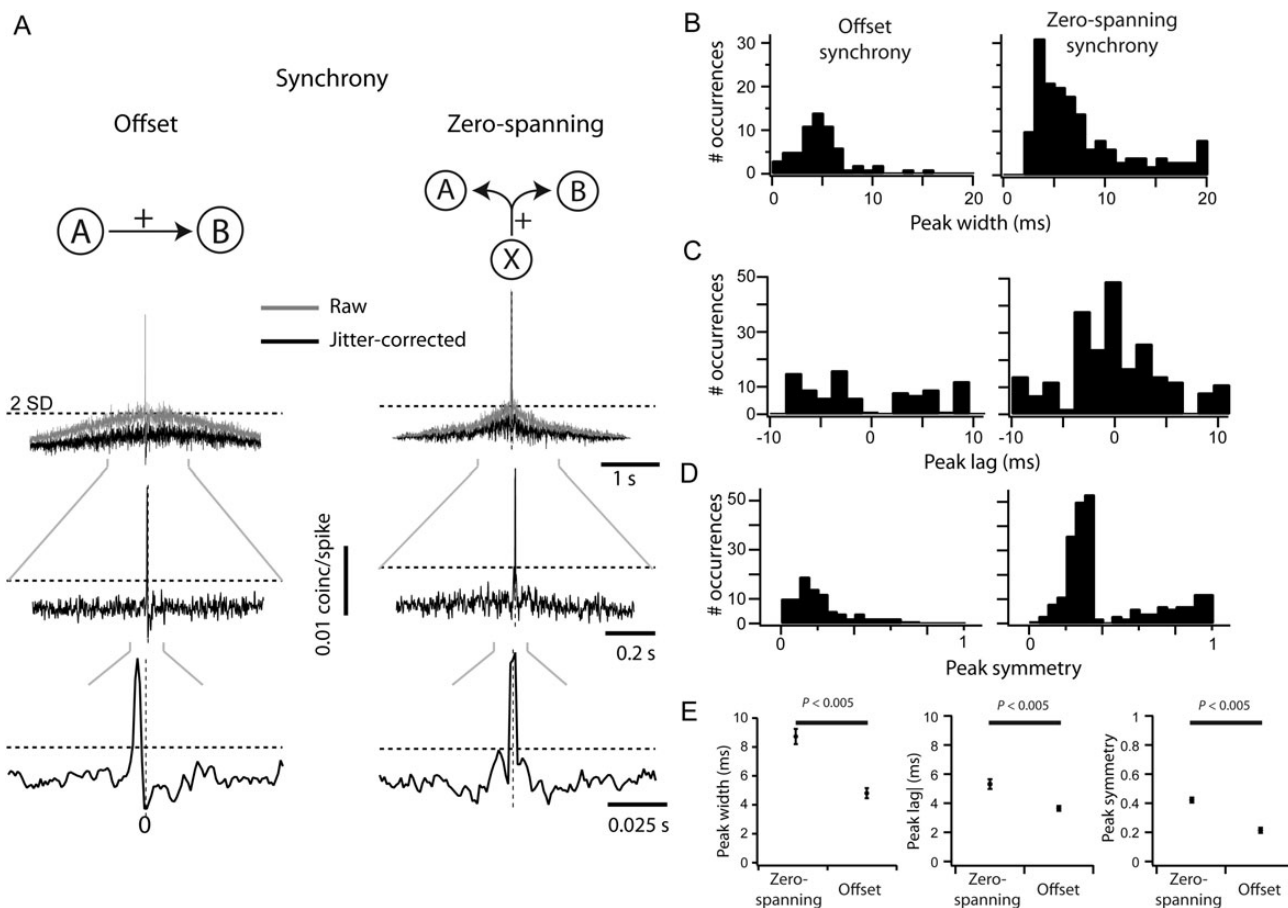 A
Synchrony
Offset
Zero-spanning
A
+
B
A
B
+
X
Raw
Jitter-corrected
2 SD
1 s
0.01 coinc/spike
0.2 s
0.025 s
0
B
Offset
synchrony
Zero-spanning
synchrony
# occurrences
30
20
10
0
0 10 20
0 10 20
Peak width (ms)
C
# occurrences
50
30
10
0
-10 0 10
50
30
10
0
-10 0 10
Peak lag (ms)
D
# occurrences
50
30
10
0
0 1
0 1
Peak symmetry
E
P < 0.005
Peak width (ms)
10
8
6
4
2
0
Zero-
spanning
Offset
P < 0.005
Peak lag| (ms)
10
8
6
4
2
0
Zero-
spanning
Offset
P < 0.005
Peak symmetry
1
0.8
0.6
0.4
0.2
0
Zero-
spanning
Offset